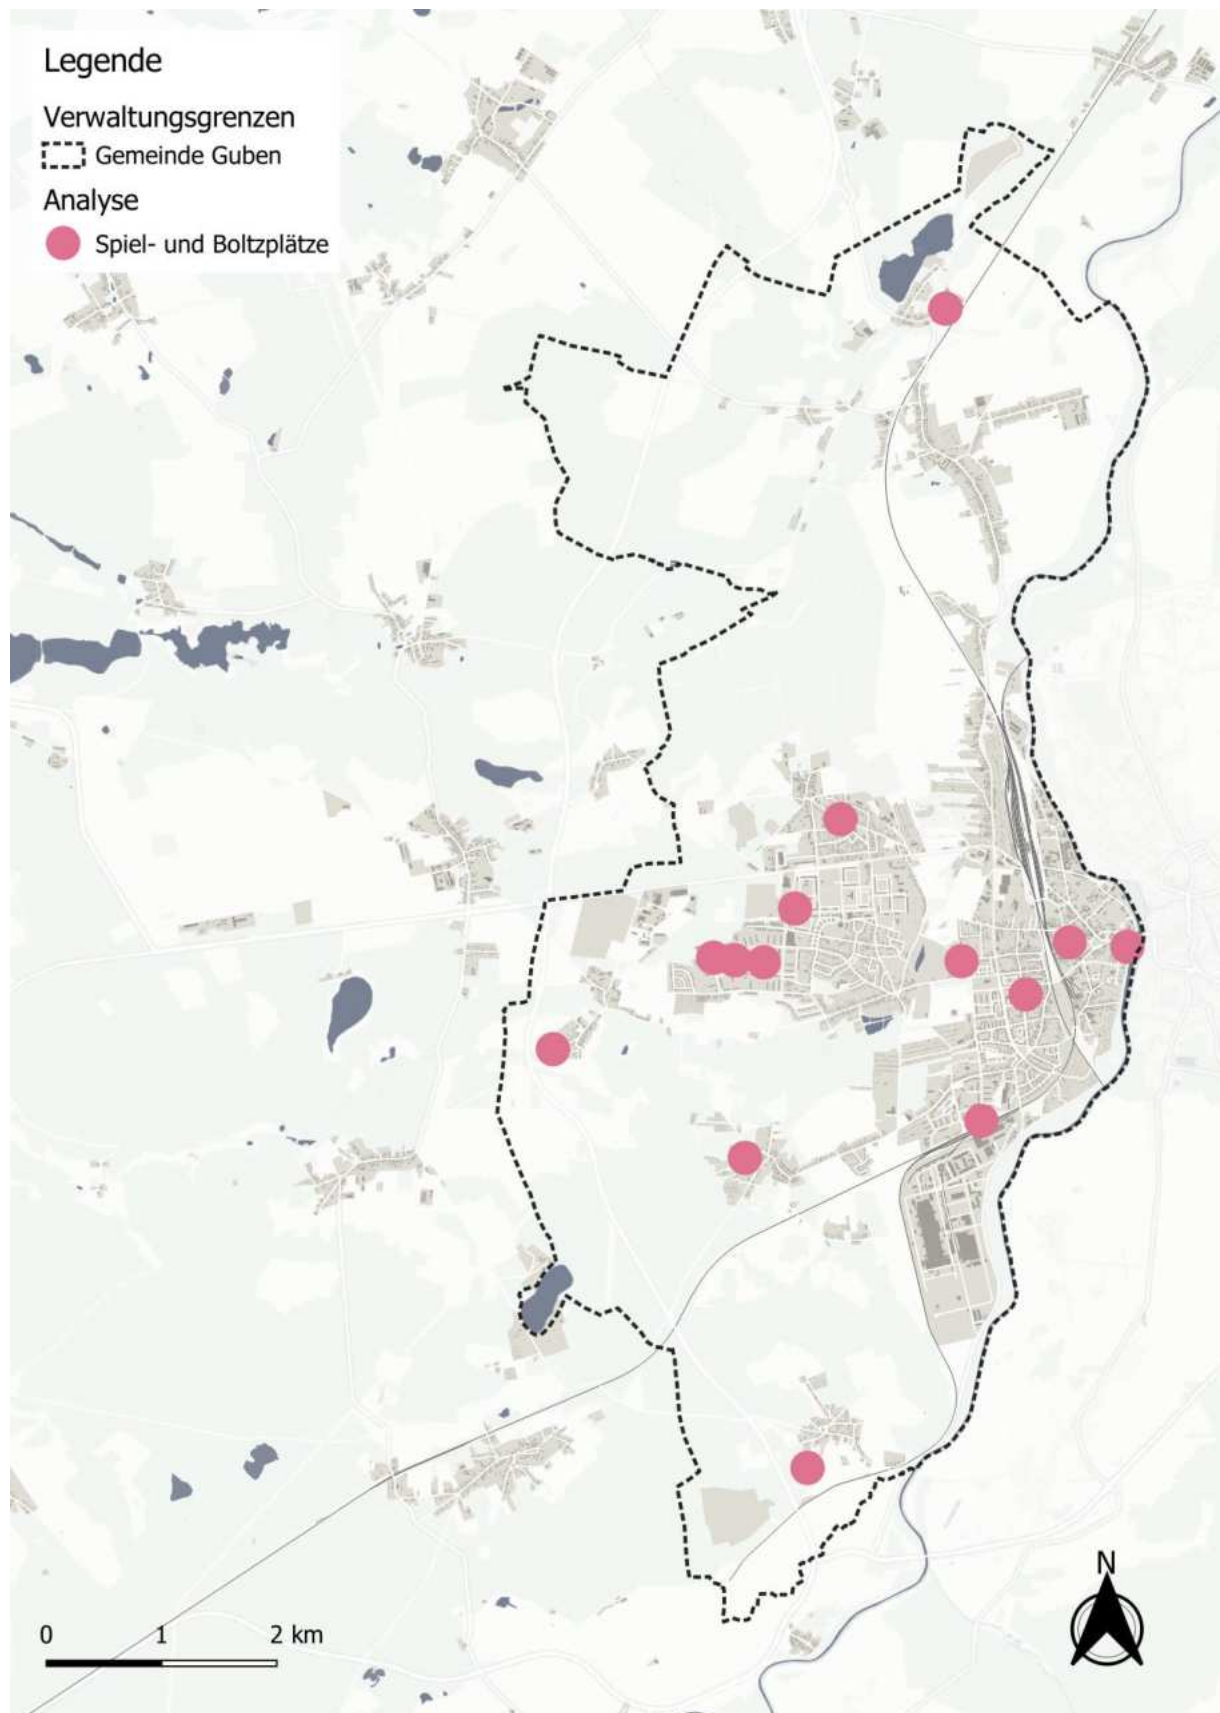 Legende
Verwaltungsgrenzen
Gemeinde Guben
Analyse
Spiel- und Boltzplätze
N
0 1 2 km